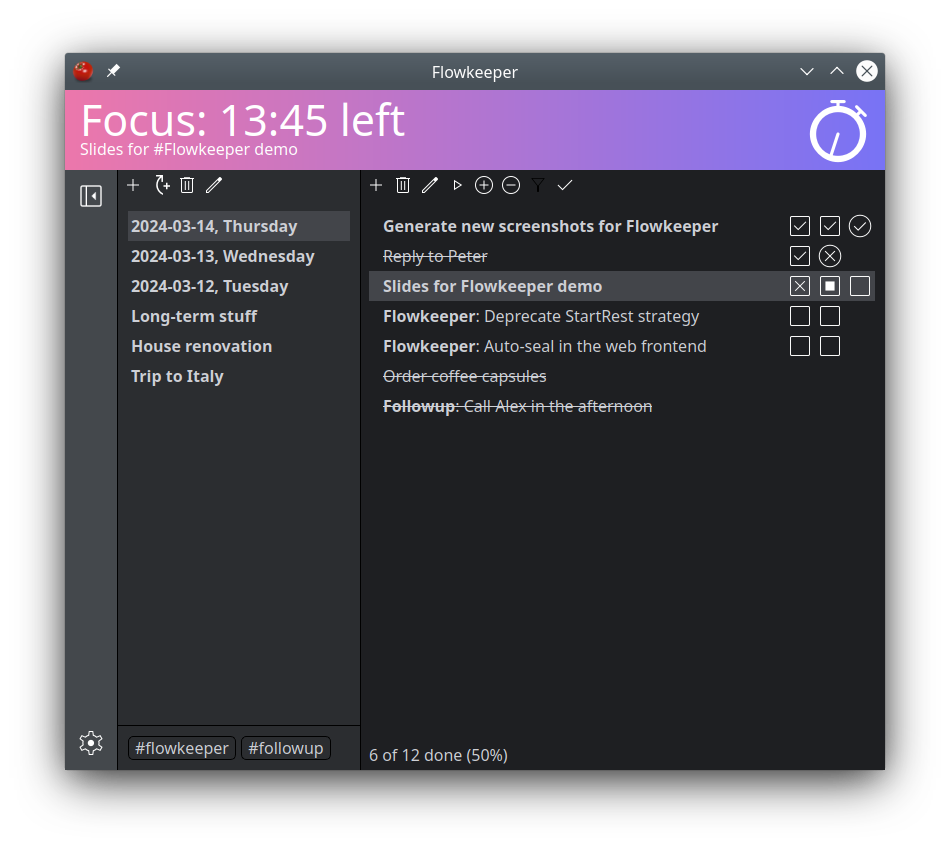 Flowkeeper
Focus: 13:45 left
Slides for #Flowkeeper demo
2024-03-14, Thursday
2024-03-13, Wednesday
2024-03-12, Tuesday
Long-term stuff
House renovation
Trip to Italy
#flowkeeper #followup
Generate new screenshots for Flowkeeper
Reply to Peter
Slides for Flowkeeper demo
Flowkeeper: Deprecate StartRest strategy
Flowkeeper: Auto-seal in the web frontend
Order coffee capsules
Followup: Call Alex in the afternoon
6 of 12 done (50%)